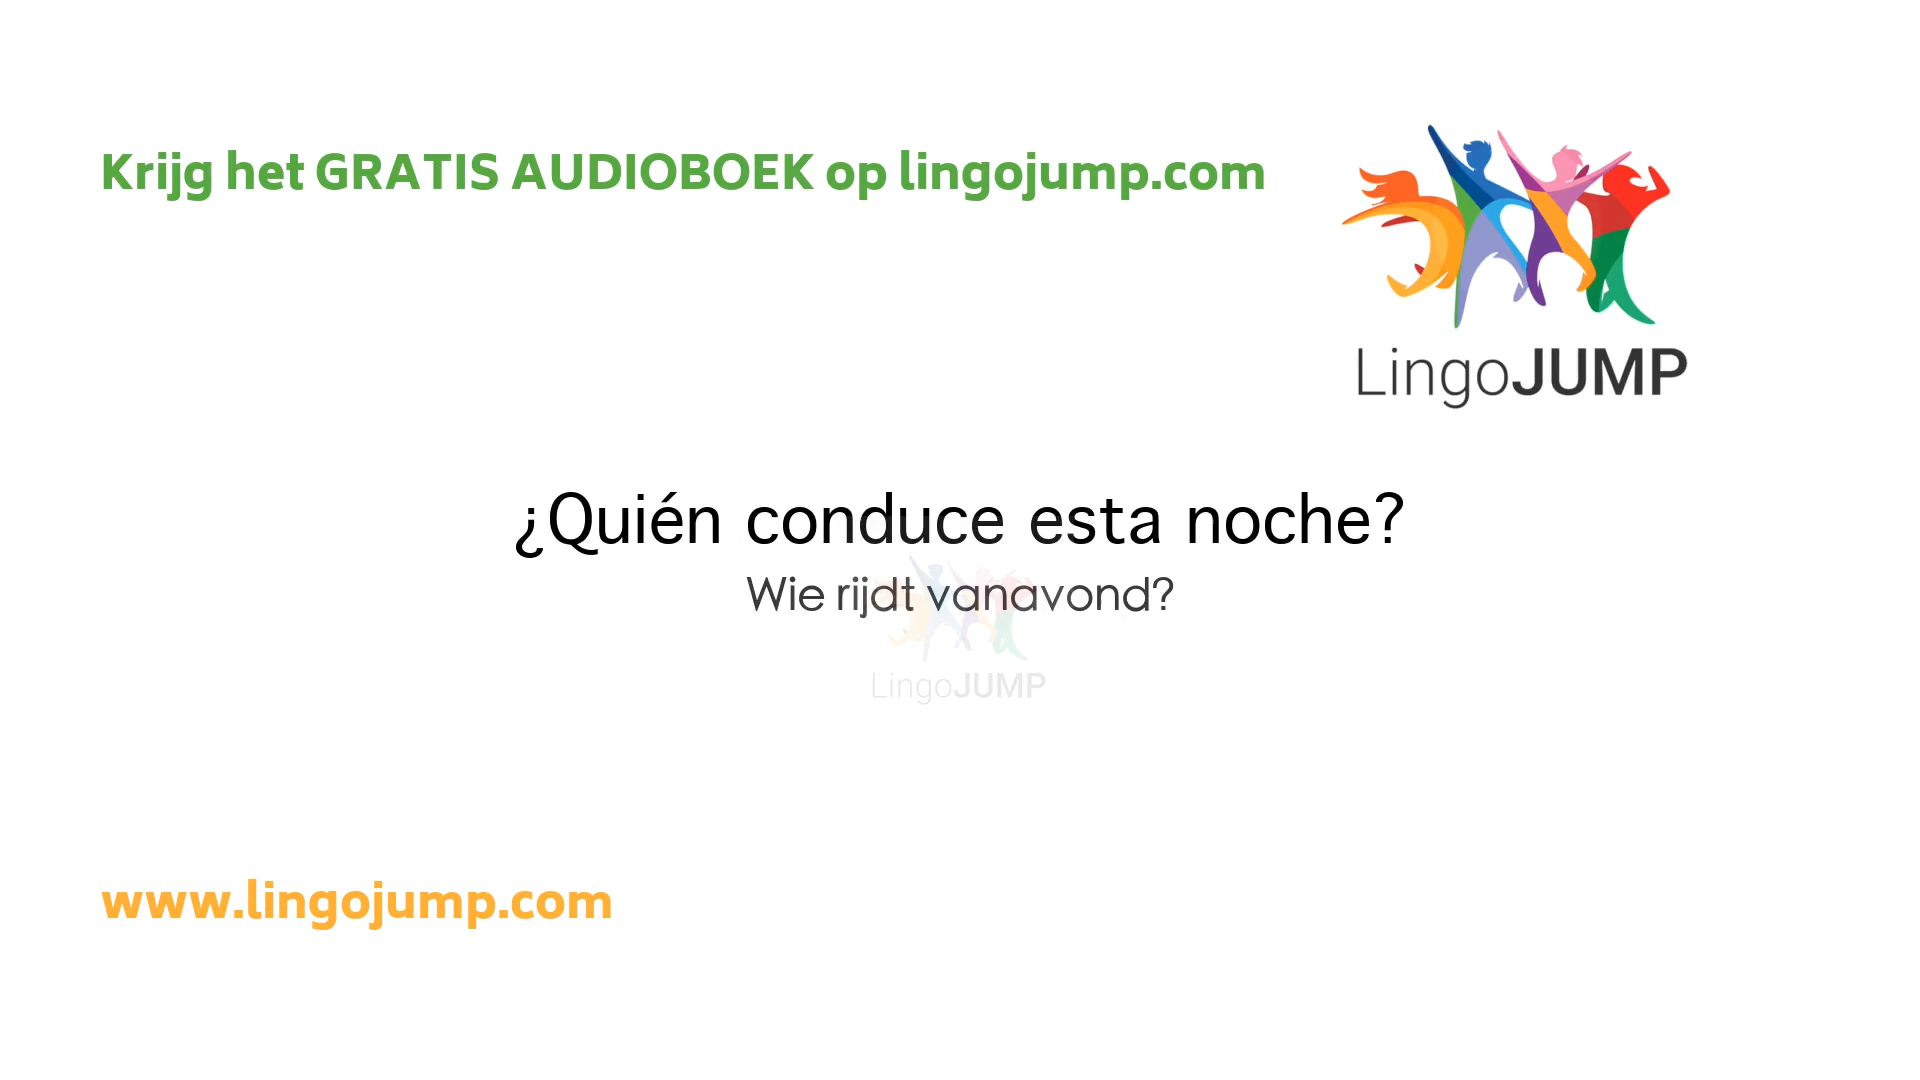 Krijg het GRATIS AUDIOBOEK op lingojump.com
LingoJUMP
¿Quién conduce esta noche?
Wie rijdt vanavond?
LingoJUMP
www.lingojump.com